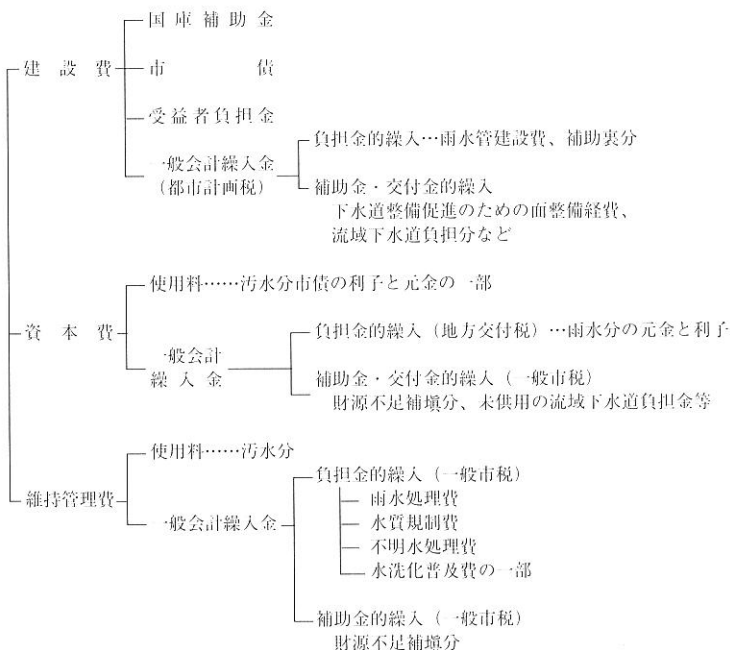 国庫補助金
建設費
市債
受益者負担金
一般会計繰入金
(都市計画税)
負担金的繰入…雨水管建設費、補助裏分
補助金・交付金的繰入
下水道整備促進のための面整備経費、
流域下水道負担分など
使用料……汚水分市債の利子と元金の一部
資本費
一般会計
繰入金
負担金的繰入(地方交付税)…雨水分の元金と利子
補助金・交付金的繰入(一般市税)
財源不足補塡分、未供用の流域下水道負担金等
使用料……汚水分
維持管理費
一般会計繰入金
負担金的繰入(一般市税)
雨水処理費
水質規制費
不明水処理費
水洗化普及費の一部
補助金的繰入(一般市税)
財源不足補塡分